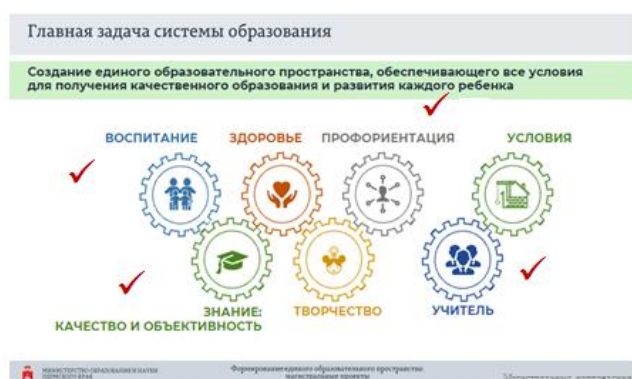 Главная задача системы образования
Создание единого образовательного пространства, обеспечивающего все условия
для получения качественного образования и развития каждого ребенка
ВОСПИТАНИЕ ЗДОРОВЬЕ ПРОФОРИЕНТАЦИЯ УСЛОВИЯ
ЗНАНИЕ: ТВОРЧЕСТВО УЧИТЕЛЬ
КАЧЕСТВО И ОБЪЕКТИВНОСТЬ
МИНИСТЕРСТВО ОБРАЗОВАНИЯ И НАУКИ
ПЕРМСКОГО КРАЯ
Формирование единого образовательного пространства:
магистральные проекты